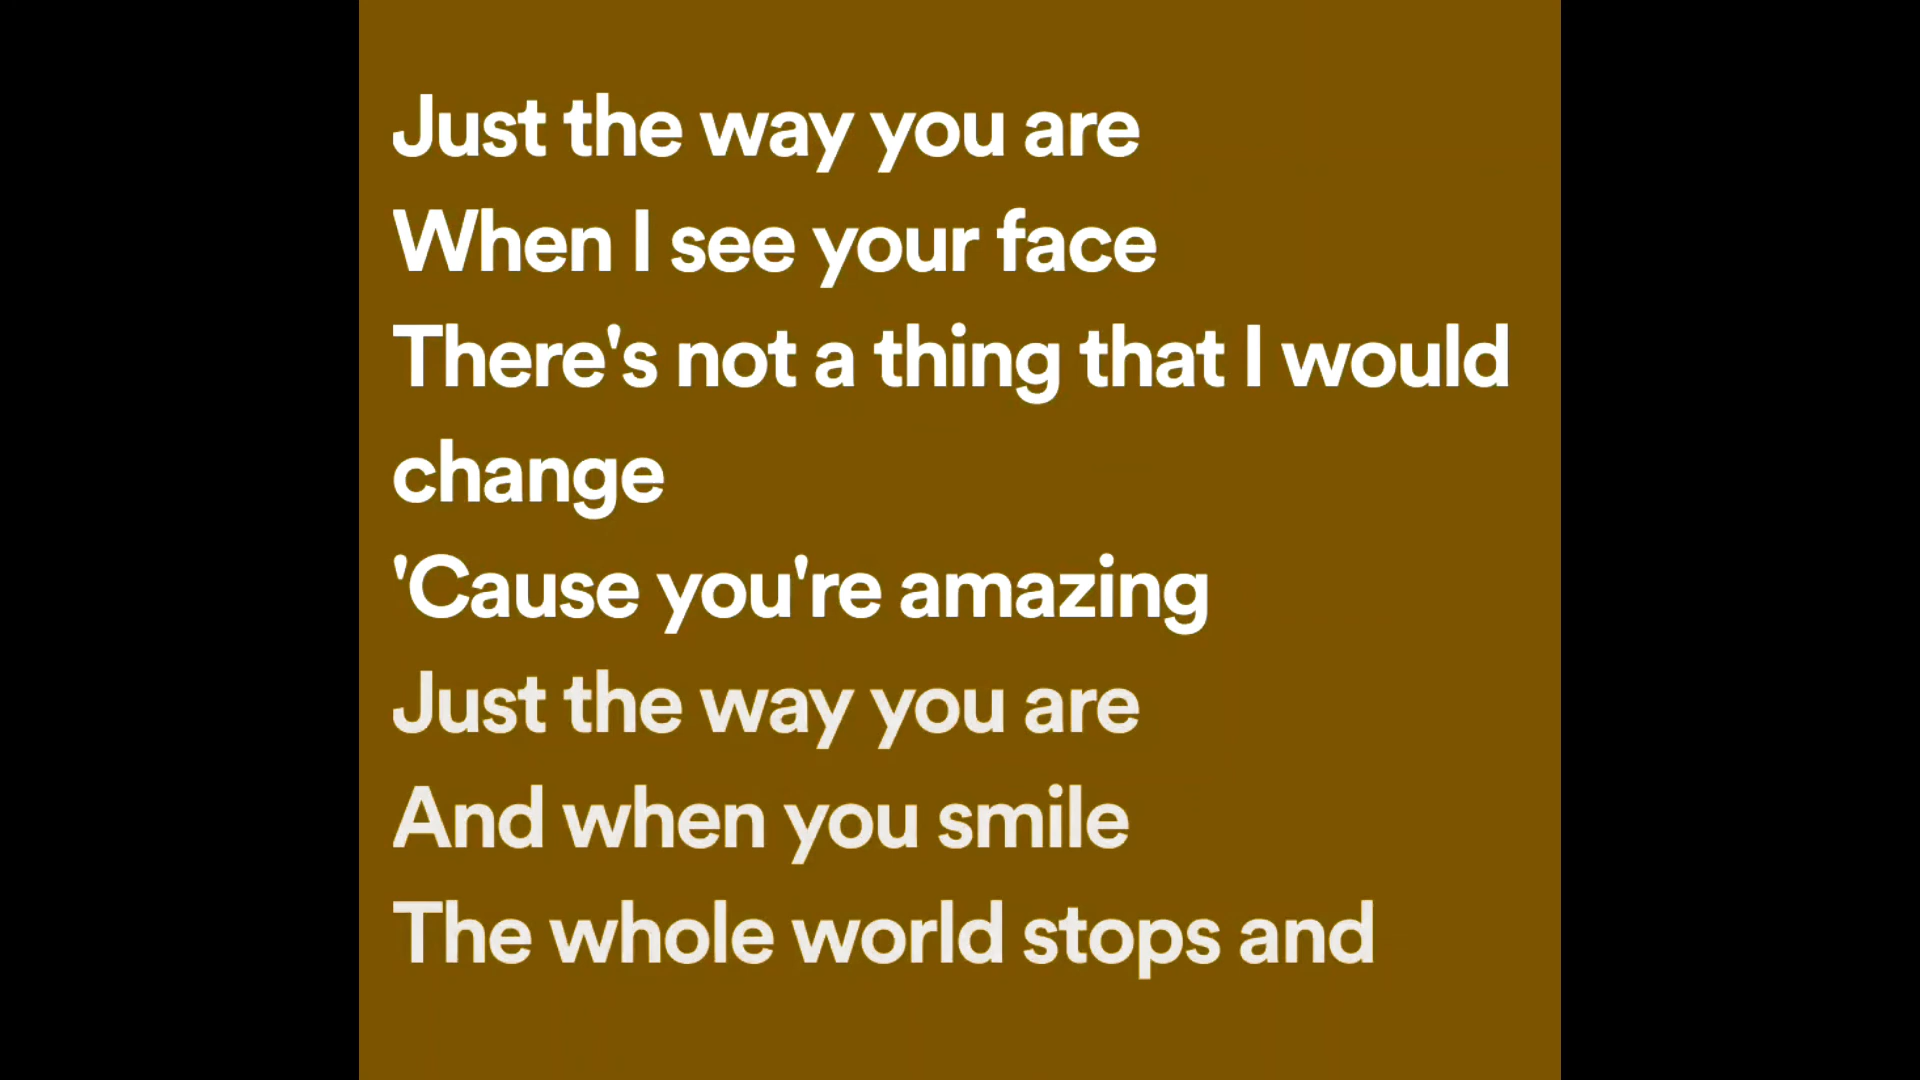 Just the way you are
When I see your face
There's not a thing that I would
change
'Cause you're amazing
Just the way you are
And when you smile
The whole world stops and